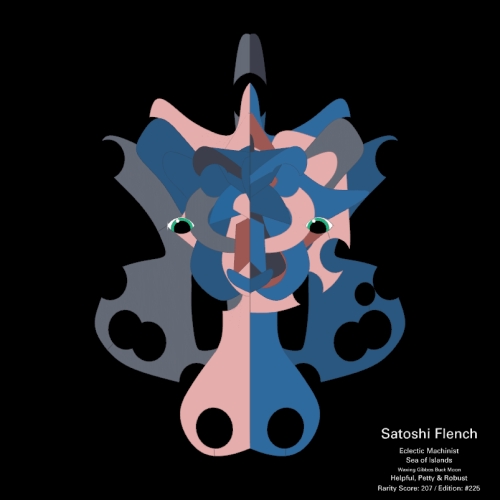 Satoshi Flench
Eclectic Machinist
Sea of Islands
Waxing Gibbous Buck Moon
Helpful, Petty & Robust
Rarity Score: 207 / Edition: #225